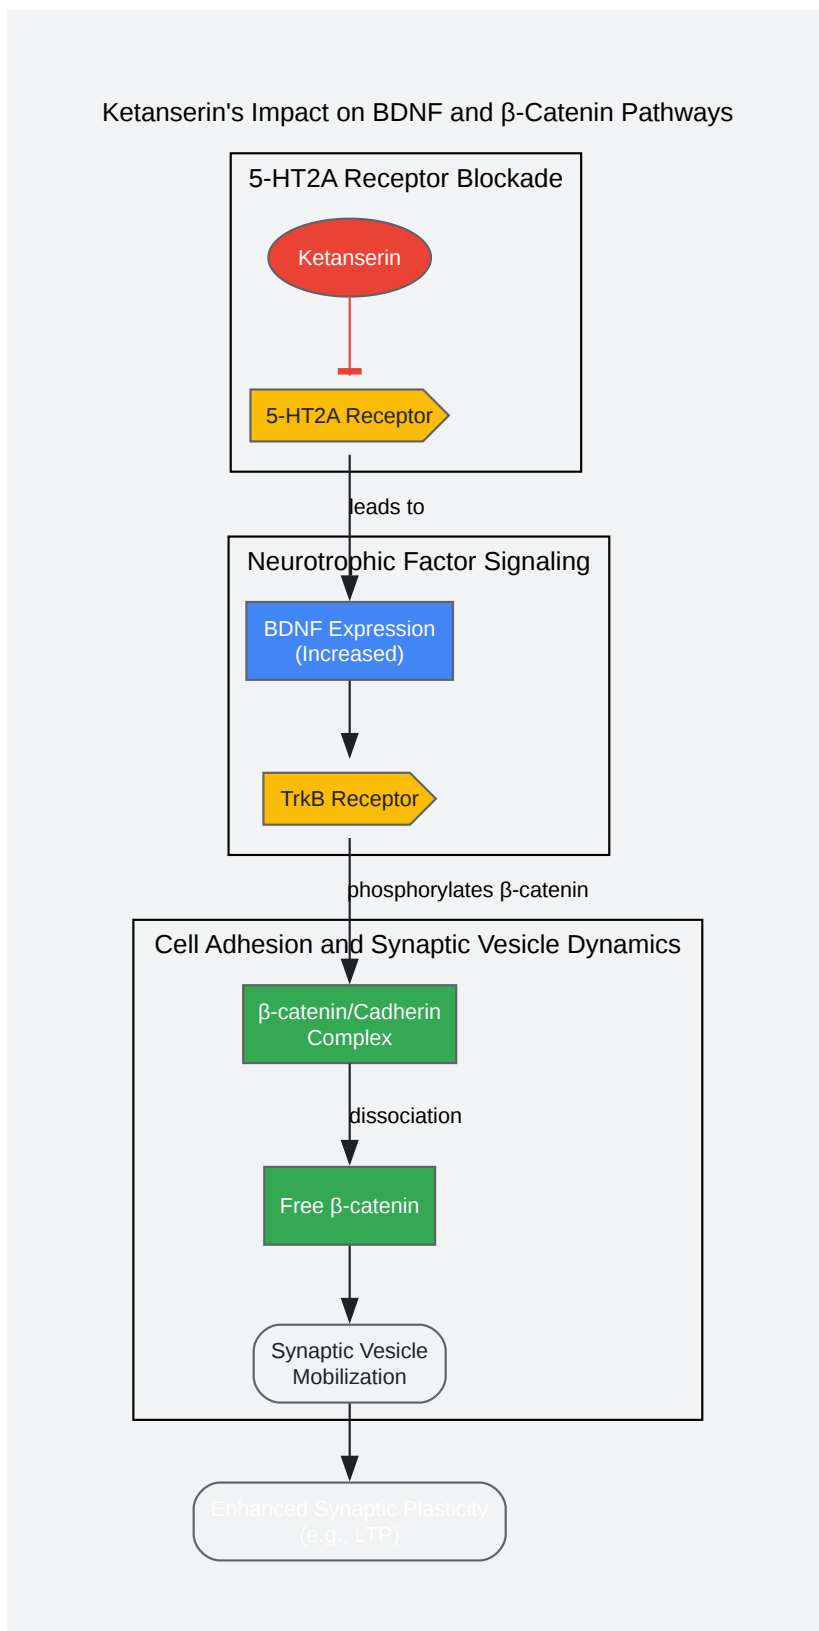 Ketanserin's Impact on BDNF and β-Catenin Pathways
5-HT2A Receptor Blockade
Ketanserin
5-HT2A Receptor
leads to
Neurotrophic Factor Signaling
BDNF Expression
(Increased)
TrkB Receptor
phosphorylates β-catenin
Cell Adhesion and Synaptic Vesicle Dynamics
β-catenin/Cadherin
Complex
dissociation
Free β-catenin
Synaptic Vesicle
Mobilization
Enhanced Synaptic Plasticity
(e.g., LTP)